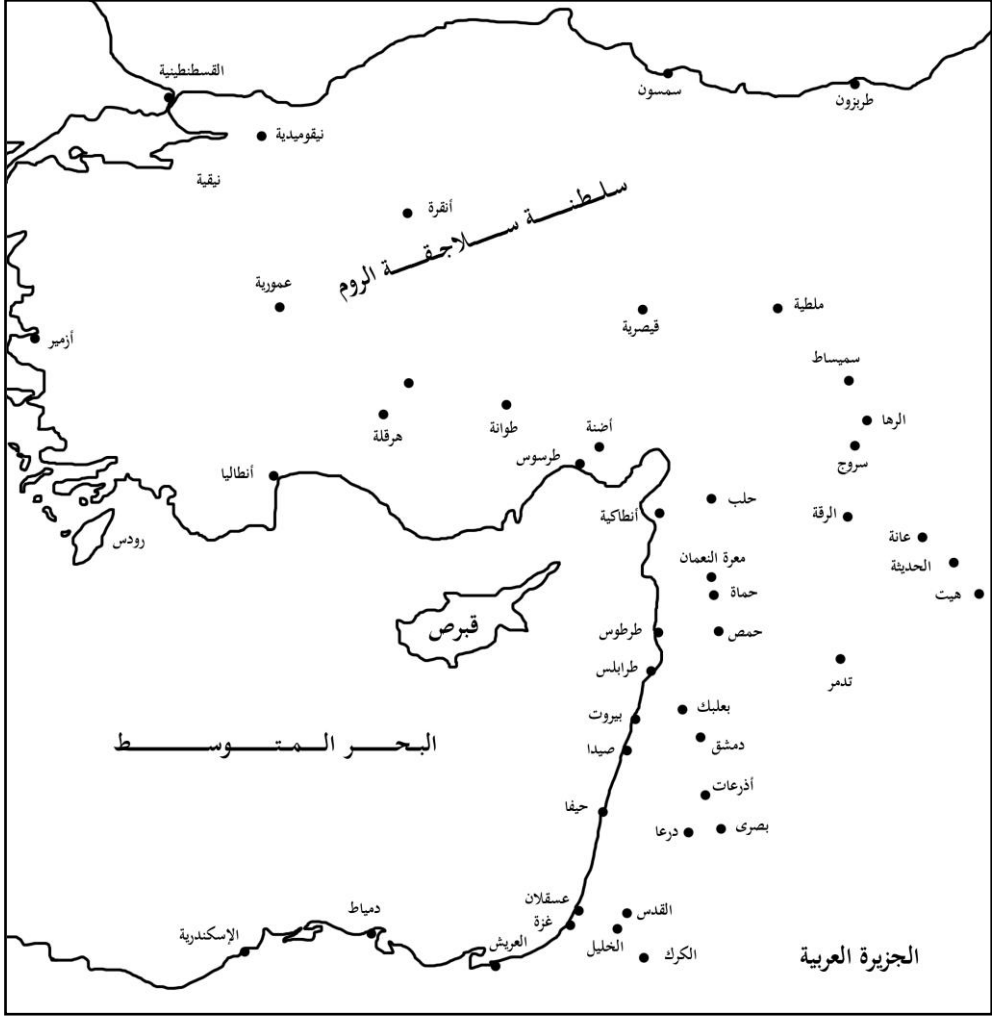 القسطنطينية
سمسون
طربزون
نيقوميدية
نيقية
أنقرة
سلطنة سلاجقة الروم
عمورية
قيصرية
ملطية
أزمير
سميساط
الرها
طوانة
هرقلة
أضنة
سروج
طرسوس
أنطاليا
حلب
أنطاكية
الرقة
عانة
رودس
معرة النعمان
الحديثة
حماة
هيت
قبرص
طرطوس
حمص
طرابلس
تدمر
بعلبك
بيروت
البحر المتوسط
دمشق
صيدا
أذرعات
حيفا
بصرى
درعا
عسقلان
دمياط
القدس
غزة
الإسكندرية
العريش
الخليل
الكرك
الجزيرة العربية